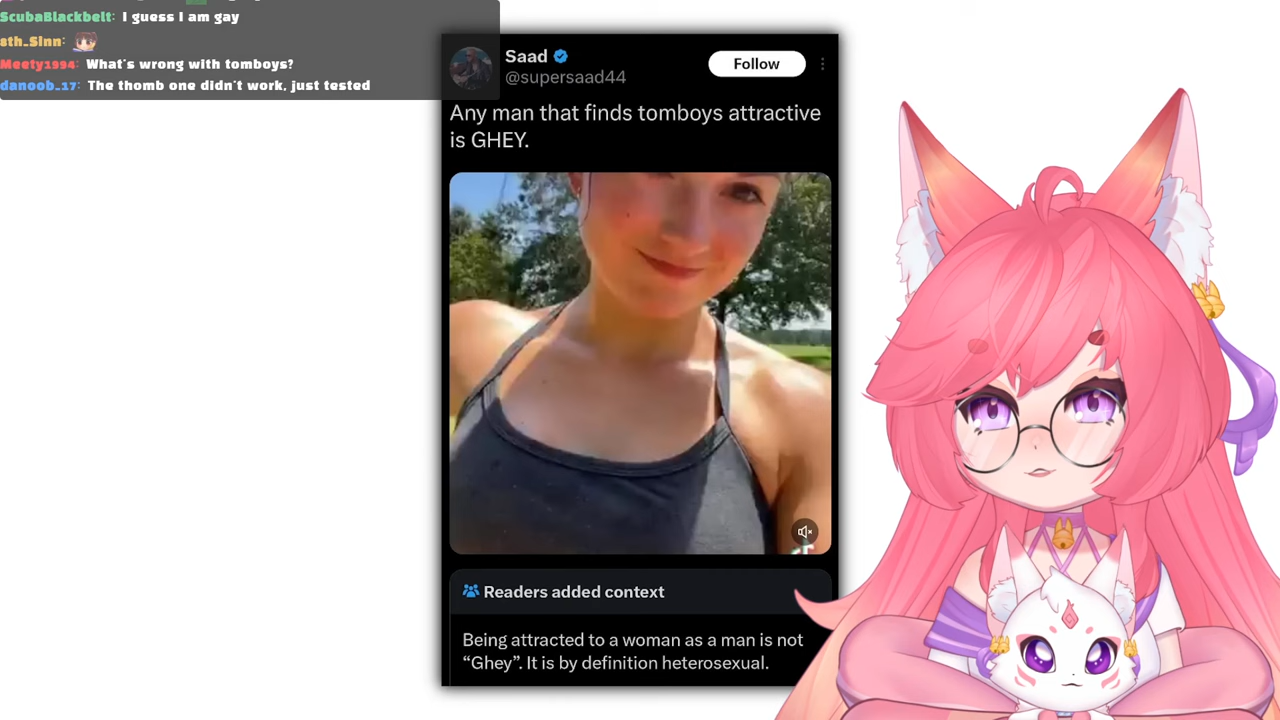 ScubaBlackbelt: I guess I am gay
sth_Sinn:
Meety1994: What's wrong with tomboys?
danoob_17: The thomb one didn't work, just tested
Saad
@supersaad44
Follow
Any man that finds tomboys attractive
is GHEY.
Readers added context
Being attracted to a woman as a man is not
“Ghey”. It is by definition heterosexual.